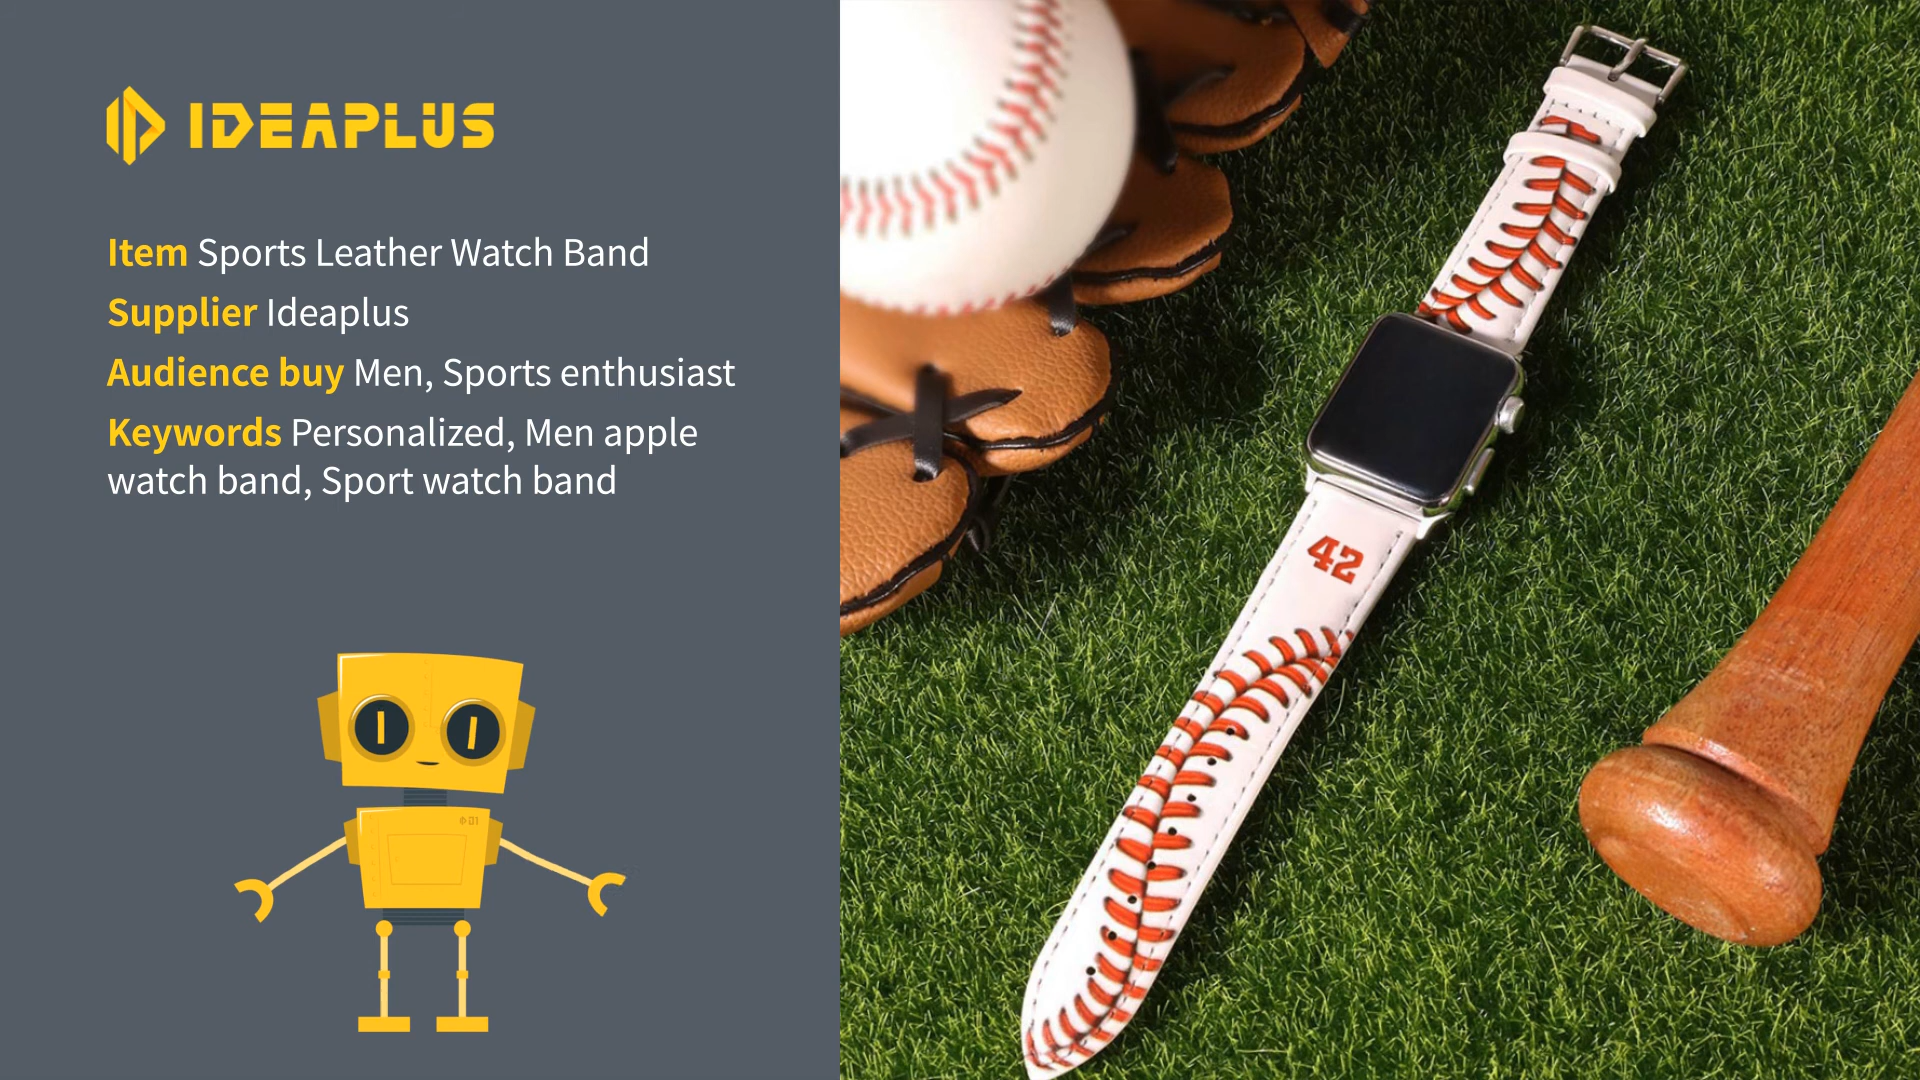 IDEAPLUS
Item Sports Leather Watch Band
Supplier Ideaplus
Audience buy Men, Sports enthusiast
Keywords Personalized, Men apple
watch band, Sport watch band
42